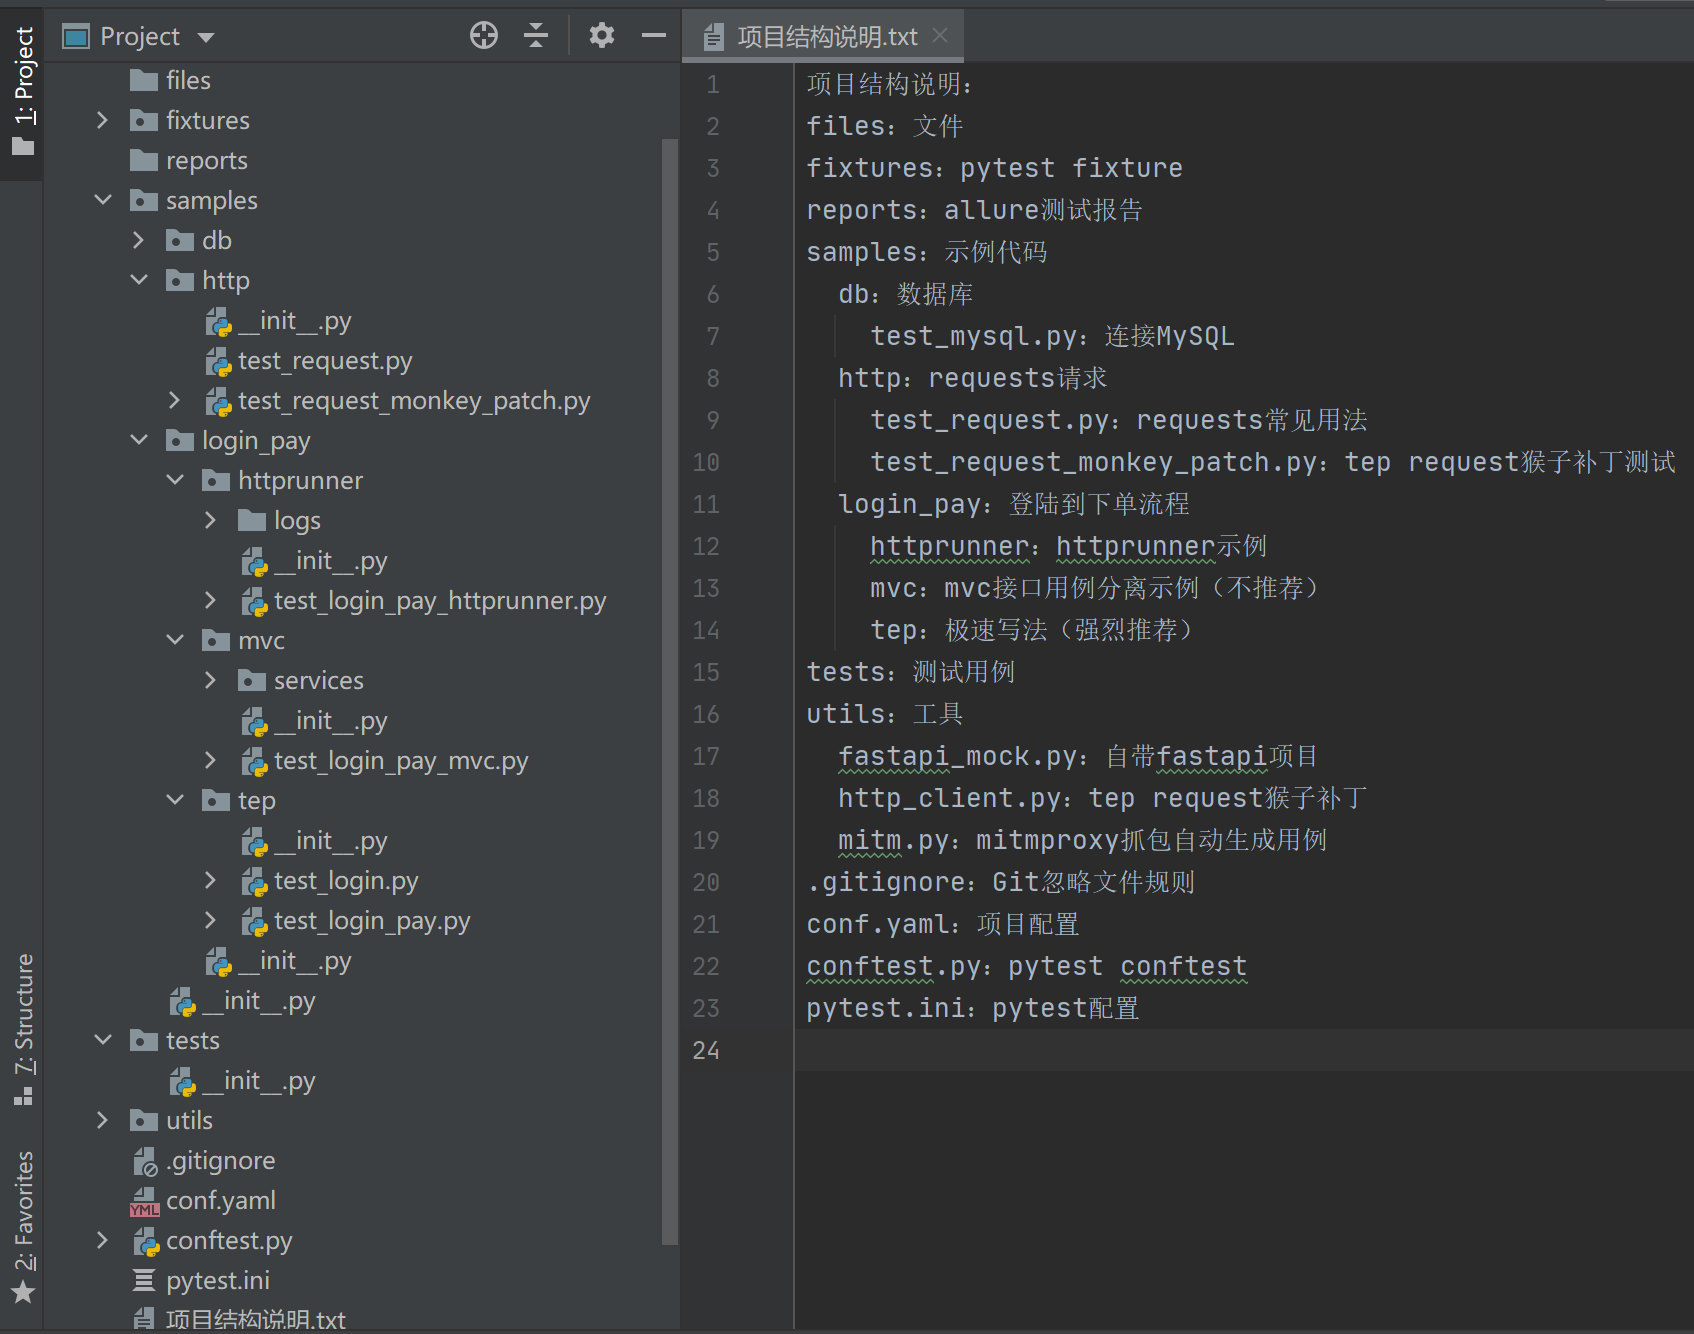 1: Project
7: Structure
2: Favorites
Project
files
fixtures
reports
samples
db
http
__init__.py
test_request.py
test_request_monkey_patch.py
login_pay
httprunner
logs
__init__.py
test_login_pay_httprunner.py
mvc
services
__init__.py
test_login_pay_mvc.py
tep
__init__.py
test_login.py
test_login_pay.py
__init__.py
__init__.py
tests
__init__.py
utils
.gitignore
YML conf.yaml
conftest.py
pytest.ini
项目结构说明.txt
项目结构说明.txt
1 项目结构说明：
2 files：文件
3 fixtures：pytest fixture
4 reports：allure测试报告
5 samples：示例代码
6 db：数据库
7 test_mysql.py：连接MySQL
8 http：requests请求
9 test_request.py：requests常见用法
10 test_request_monkey_patch.py：tep request猴子补丁测试
11 login_pay：登陆到下单流程
12 httprunner：httprunner示例
13 mvc：mvc接口用例分离示例（不推荐）
14 tep：极速写法（强烈推荐）
15 tests：测试用例
16 utils：工具
17 fastapi_mock.py：自带fastapi项目
18 http_client.py：tep request猴子补丁
19 mitm.py：mitmproxy抓包自动生成用例
20 .gitignore：Git忽略文件规则
21 conf.yaml：项目配置
22 conftest.py：pytest conftest
23 pytest.ini：pytest配置
24